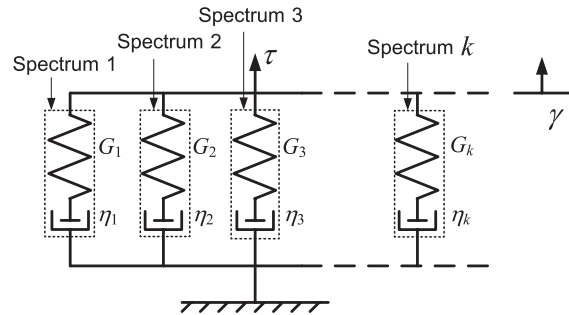 Spectrum 3
Spectrum 2
Spectrum 1
τ
Spectrum k
γ
G1
G2
G3
Gk
η1
η2
η3
ηk